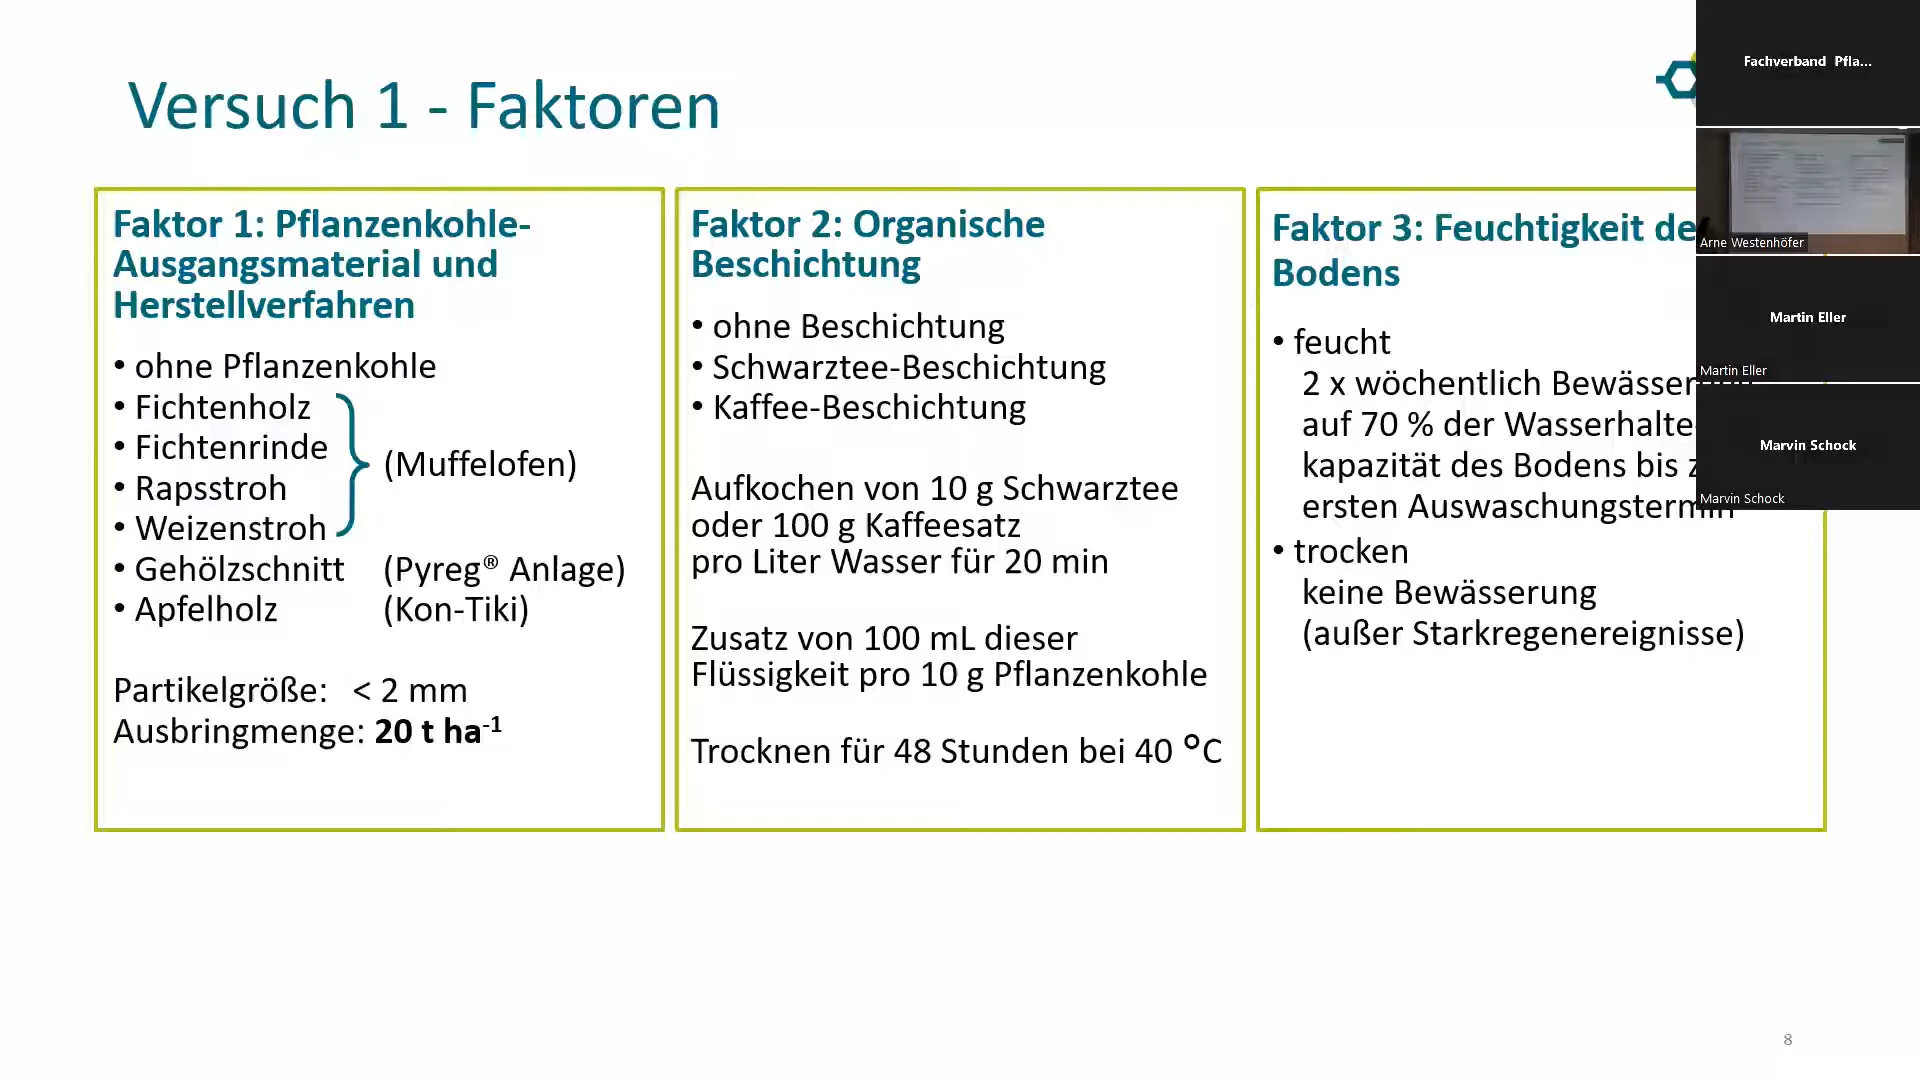 Versuch 1 - Faktoren
Faktor 1: Pflanzenkohle-
Ausgangsmaterial und
Herstellverfahren
• ohne Pflanzenkohle
• Fichtenholz
• Fichtenrinde
(Muffelofen)
• Rapsstroh
• Weizenstroh
• Gehölzschnitt (Pyreg® Anlage)
• Apfelholz (Kon-Tiki)
Partikelgröße: < 2 mm
Ausbringmenge: 20 t ha-1
Faktor 2: Organische
Beschichtung
• ohne Beschichtung
• Schwarztee-Beschichtung
• Kaffee-Beschichtung
Aufkochen von 10 g Schwarztee
oder 100 g Kaffeesatz
pro Liter Wasser für 20 min
Zusatz von 100 mL dieser
Flüssigkeit pro 10 g Pflanzenkohle
Trocknen für 48 Stunden bei 40 °C
Faktor 3: Feuchtigkeit des
Bodens
• feucht
2 x wöchentlich Bewässerung
auf 70 % der Wasserhalte-
kapazität des Bodens bis
ersten Auswaschungstermin
• trocken
keine Bewässerung
(außer Starkregenereignisse)
Fachverband Pfla...
Arne Westenhöfer
Martin Eller
Martin Eller
Marvin Schock
Marvin Schock
8